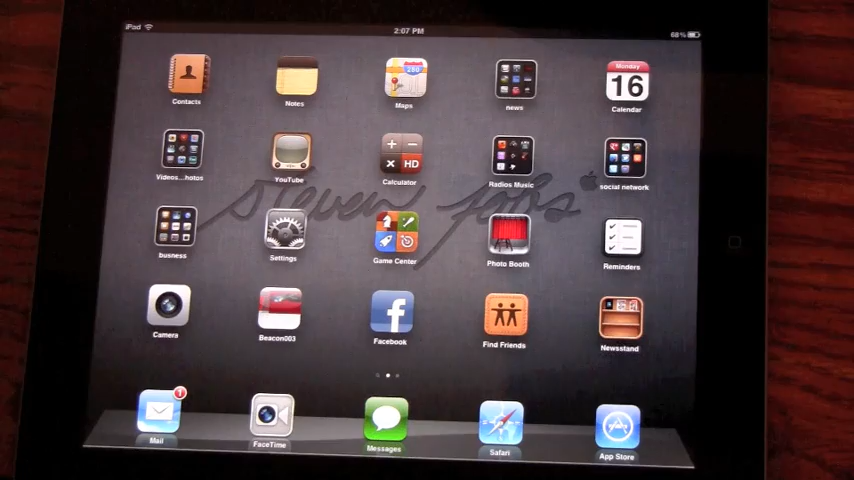 iPad 2:07 PM 68%
Monday
280 16
Contacts Notes Maps news Calendar
HD
Videos...hotos YouTube Calculator Radios Music social network
steven jobs
busness Settings Game Center Photo Booth Reminders
Camera Beacon003 Facebook Find Friends Newsstand
1
Mail FaceTime Messages Safari App Store